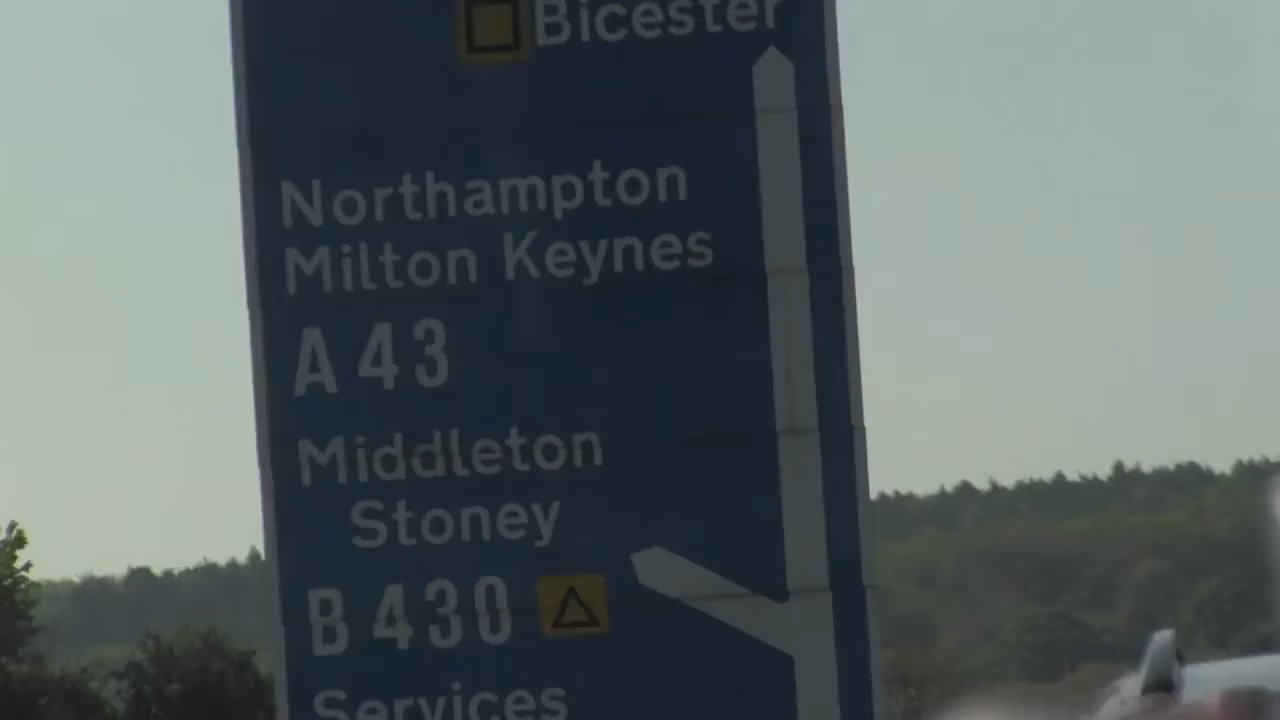 Bicester
Northampton
Milton Keynes
A 43
Middleton
Stoney
B 430
Services